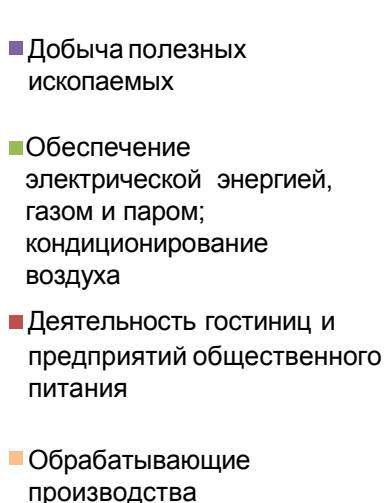 Добыча полезных
ископаемых
Обеспечение
электрической энергией,
газом и паром;
кондиционирование
воздуха
Деятельность гостиниц и
предприятий общественного
питания
Обрабатывающие
производства